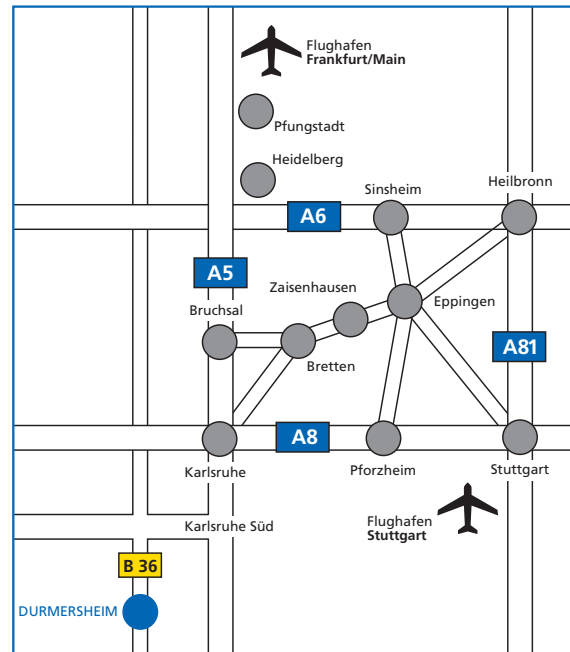 Flughafen
Frankfurt/Main
Pfungstadt
Heidelberg
Sinsheim
Heilbronn
A6
A5
Zaisenhausen
Bruchsal
Eppingen
A81
Bretten
A8
Karlsruhe
Pforzheim
Stuttgart
Karlsruhe Süd
Flughafen
Stuttgart
B 36
DURMERSHEIM